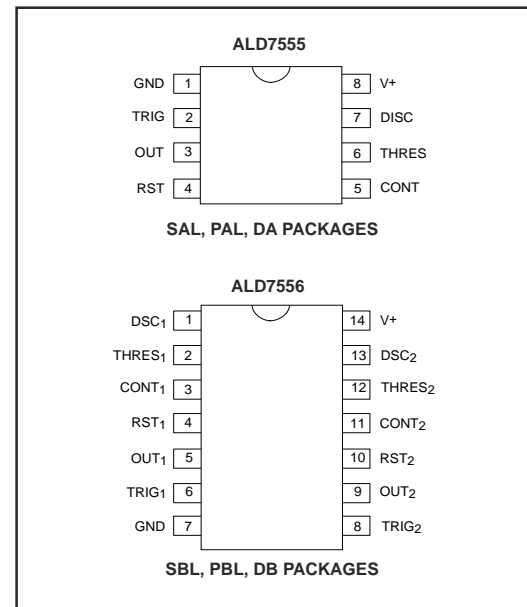 ALD7555
GND 1 8 V+
TRIG 2 7 DISC
OUT 3 6 THRES
RST 4 5 CONT
SAL, PAL, DA PACKAGES
ALD7556
DSC1 1 14 V+
THRES1 2 13 DSC2
CONT1 3 12 THRES2
RST1 4 11 CONT2
OUT1 5 10 RST2
TRIG1 6 9 OUT2
GND 7 8 TRIG2
SBL, PBL, DB PACKAGES